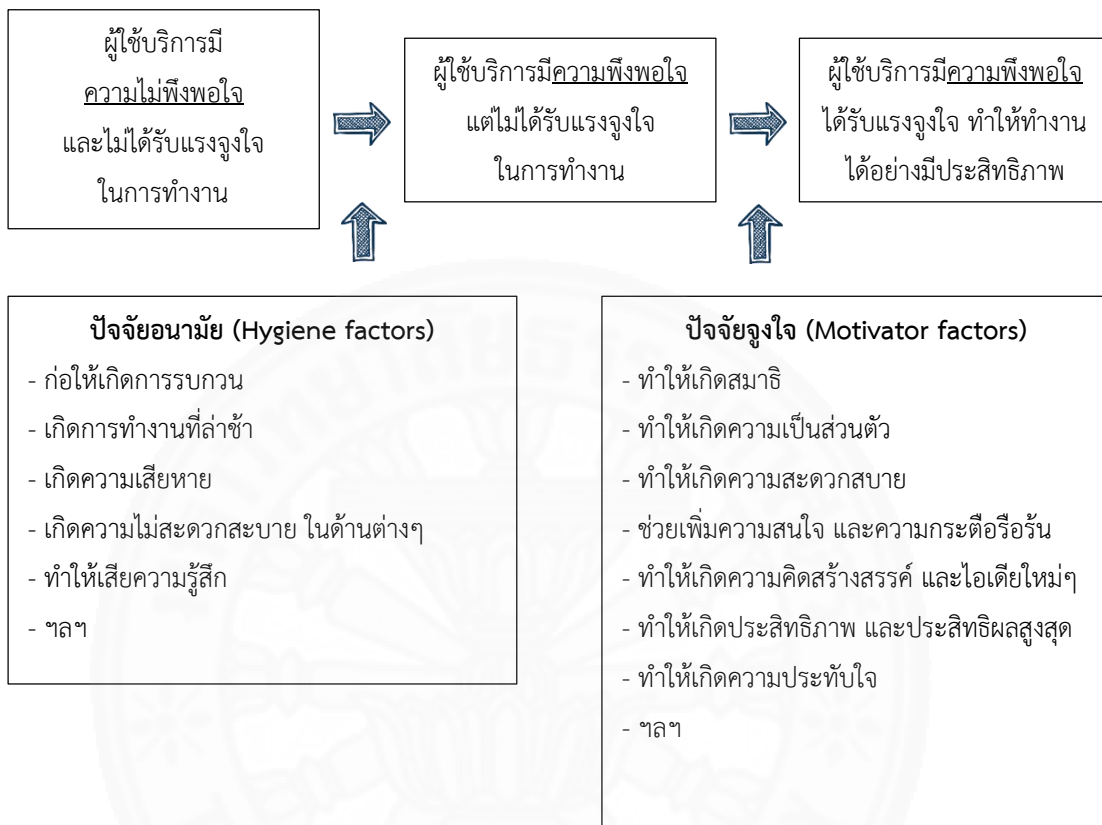 ผู้ใช้บริการมี
ความไม่พึงพอใจ
และไม่ได้รับแรงจูงใจ
ในการทำงาน
ผู้ใช้บริการมีความพึงพอใจ
แต่ไม่ได้รับแรงจูงใจ
ในการทำงาน
ผู้ใช้บริการมีความพึงพอใจ
ได้รับแรงจูงใจ ทำให้ทำงาน
ได้อย่างมีประสิทธิภาพ
ปัจจัยอนามัย (Hygiene factors)
- ก่อให้เกิดการรบกวน
- เกิดการทำงานที่ล่าช้า
- เกิดความเสียหาย
- เกิดความไม่สะดวกสะบาย ในด้านต่างๆ
- ทำให้เสียความรู้สึก
- ฯลฯ
ปัจจัยจูงใจ (Motivator factors)
- ทำให้เกิดสมาธิ
- ทำให้เกิดความเป็นส่วนตัว
- ทำให้เกิดความสะดวกสบาย
- ช่วยเพิ่มความสนใจ และความกระตือรือร้น
- ทำให้เกิดความคิดสร้างสรรค์ และไอเดียใหม่ๆ
- ทำให้เกิดประสิทธิภาพ และประสิทธิผลสูงสุด
- ทำให้เกิดความประทับใจ
- ฯลฯ